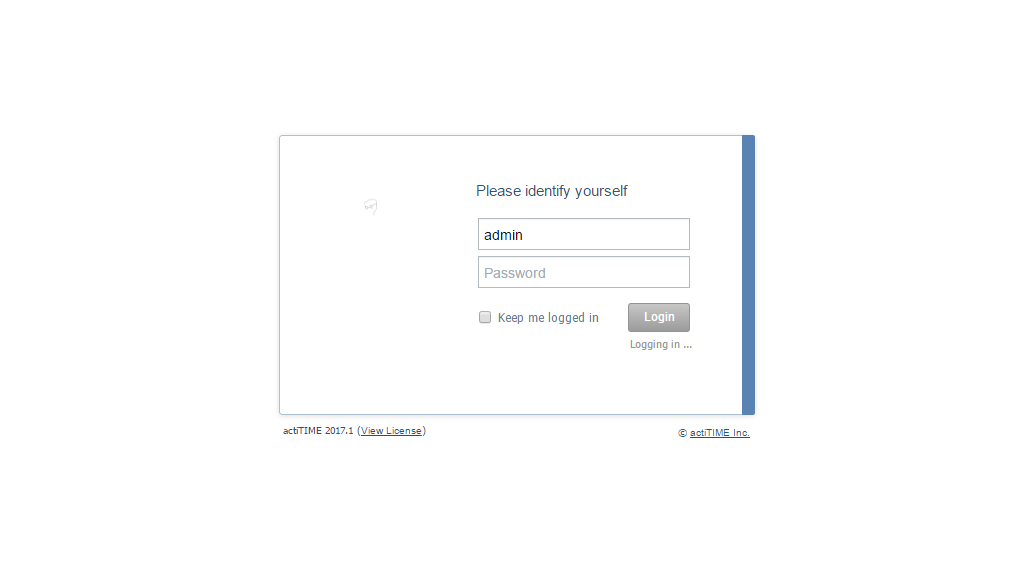 Please identify yourself
admin
Password
Keep me logged in
Login
Logging in ...
actiTIME 2017.1 (View License)
© actiTIME Inc.